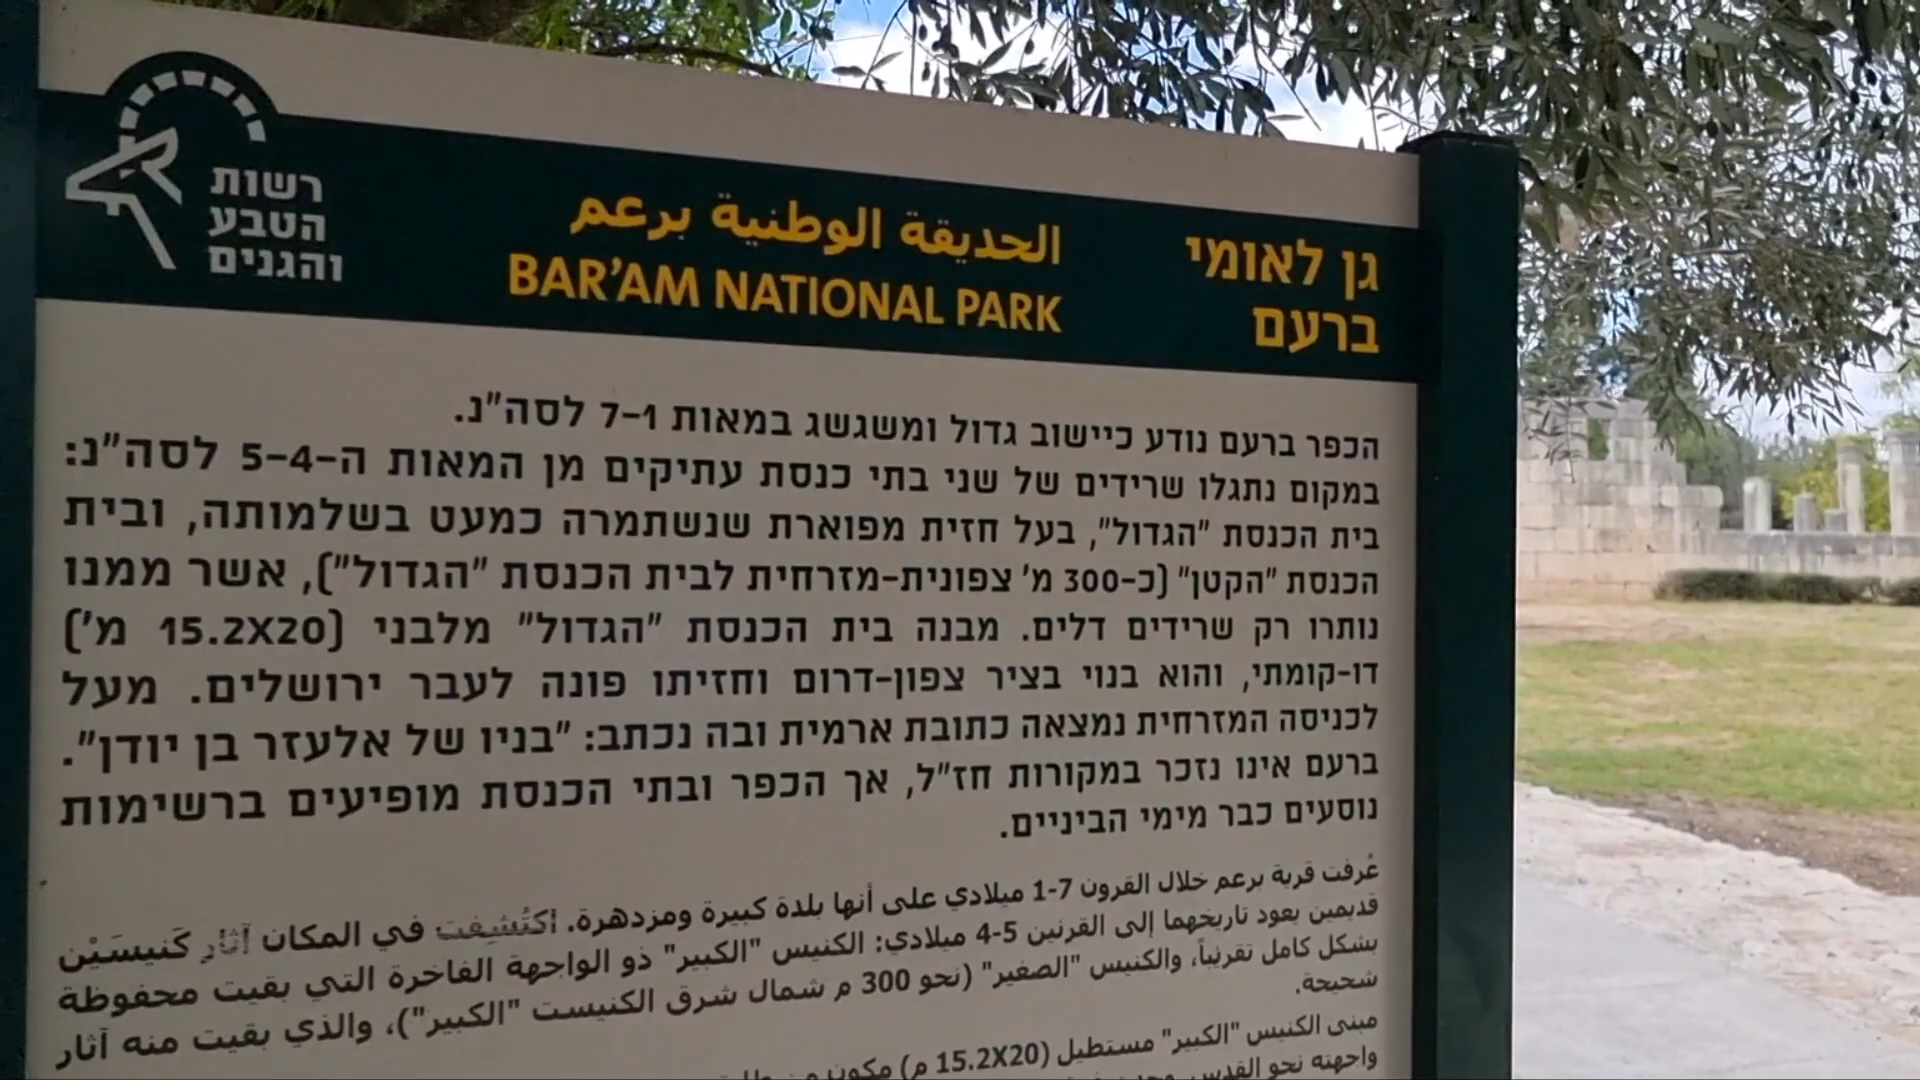 רשות
הטבע
והגנים
גן לאומי
ברעם
الحديقة الوطنية برعم
BAR'AM NATIONAL PARK
הכפר ברעם נודע כיישוב גדול ומשגשג במאות 7-1 לסה"נ.
במקום נתגלו שרידים של שני בתי כנסת עתיקים מן המאות ה-5-4 לסה"נ:
בית הכנסת "הגדול", בעל חזית מפוארת שנשתמרה כמעט בשלמותה, ובית
הכנסת "הקטן" (כ-300 מ' צפונית-מזרחית לבית הכנסת "הגדול"), אשר ממנו
נותרו רק שרידים דלים. מבנה בית הכנסת "הגדול" מלבני (15.2X20 מ')
דו-קומתי, והוא בנוי בציר צפון-דרום וחזיתו פונה לעבר ירושלים. מעל
לכניסה המזרחית נמצאה כתובת ארמית ובה נכתב: "בניו של אלעזר בן יודן".
ברעם אינו נזכר במקורות חז"ל, אך הכפר ובתי הכנסת מופיעים ברשימות
נוסעים כבר מימי הביניים.
عُرفت قرية برعم خلال القرون 7-1 ميلادي على أنها بلدة كبيرة ومزدهرة. اكتُشِفت في المكان آثار كَنيسَيْن
قديمين يعود تاريخهما إلى القرنين 5-4 ميلادي: الكنيس "الكبير" ذو الواجهة الفاخرة التي بقيت محفوظة
بشكل كامل تقريباً، والكنيس "الصغير" (نحو 300 م شمال شرق الكنيست "الكبير")، والذي بقيت منه آثار
شحيحة.
مبنى الكنيس "الكبير" مستطيل (15.2X20 م) مكون من
واجهته نحو القدس.